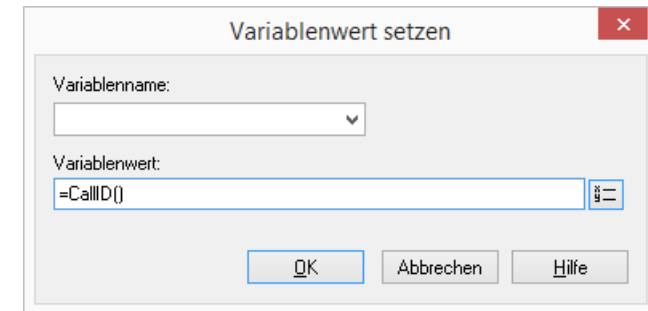 Variablenwert setzen
Variablenname:
Variablenwert:
=CallID()
OK Abbrechen Hilfe